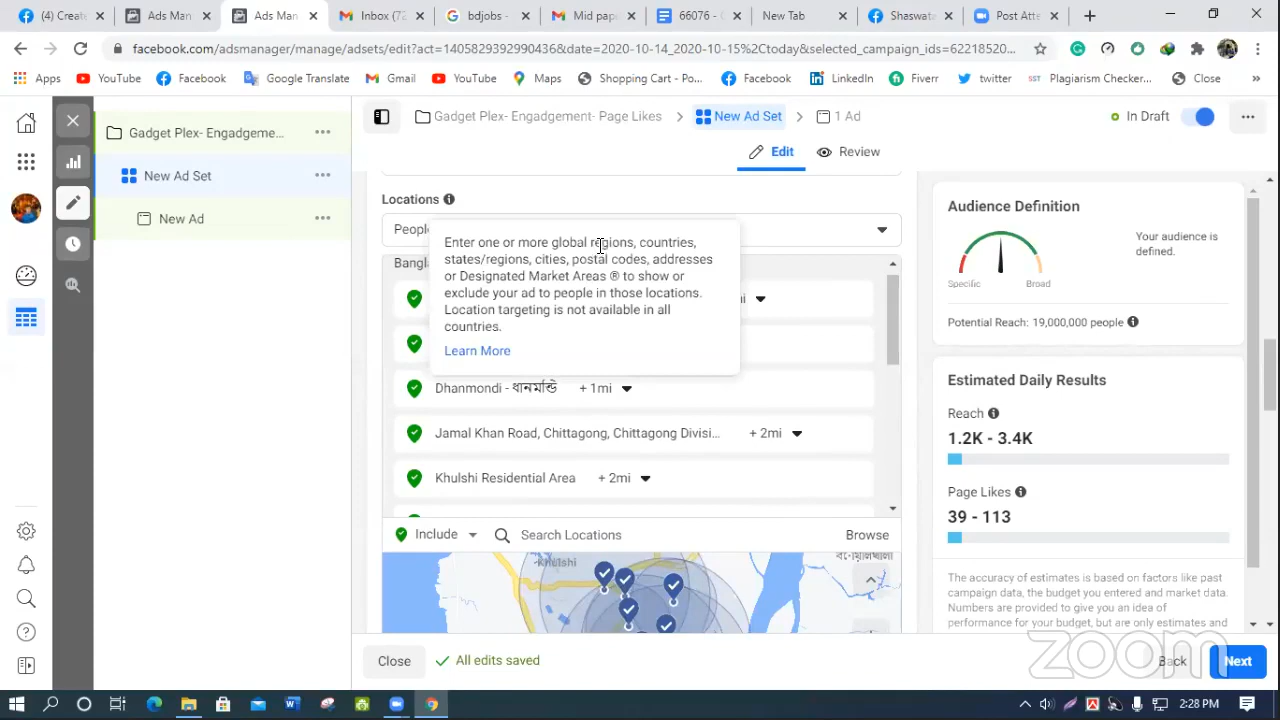 (4) Create
Ads Man
Ads Man
Inbox (7
bdjobs -
Mid pap
66076 -
New Tab
Shaswata
Post Atte
facebook.com/adsmanager/manage/adsets/edit?act=1405829392990436&date=2020-10-14_2020-10-15%2Ctoday&selected_campaign_ids=62218520...
Apps
YouTube
Facebook
Google Translate
Gmail
YouTube
Maps
Shopping Cart - Po...
Facebook
LinkedIn
Fiverr
twitter
SST
Plagiarism Checker...
Close
»
Gadget Plex- Engadgement- Page Likes
New Ad Set
1 Ad
In Draft
Gadget Plex- Engadgeme...
New Ad Set
New Ad
Edit
Review
Locations
Peopl
Enter one or more global regions, countries,
states/regions, cities, postal codes, addresses
or Designated Market Areas ® to show or
exclude your ad to people in those locations.
Location targeting is not available in all
countries.
Learn More
Bangla
Dhanmondi - ধানমন্ডি + 1mi
Jamal Khan Road, Chittagong, Chittagong Divisi... + 2mi
Khulshi Residential Area + 2mi
Include
Search Locations
Browse
Khulshi
Audience Definition
Your audience is
defined.
Specific
Broad
Potential Reach: 19,000,000 people
Estimated Daily Results
Reach
1.2K - 3.4K
Page Likes
39 - 113
The accuracy of estimates is based on factors like past
campaign data, the budget you entered and market data.
Numbers are provided to give you an idea of
performance for your budget, but are only estimates and
Close
All edits saved
Back
Next
zoom
2:28 PM